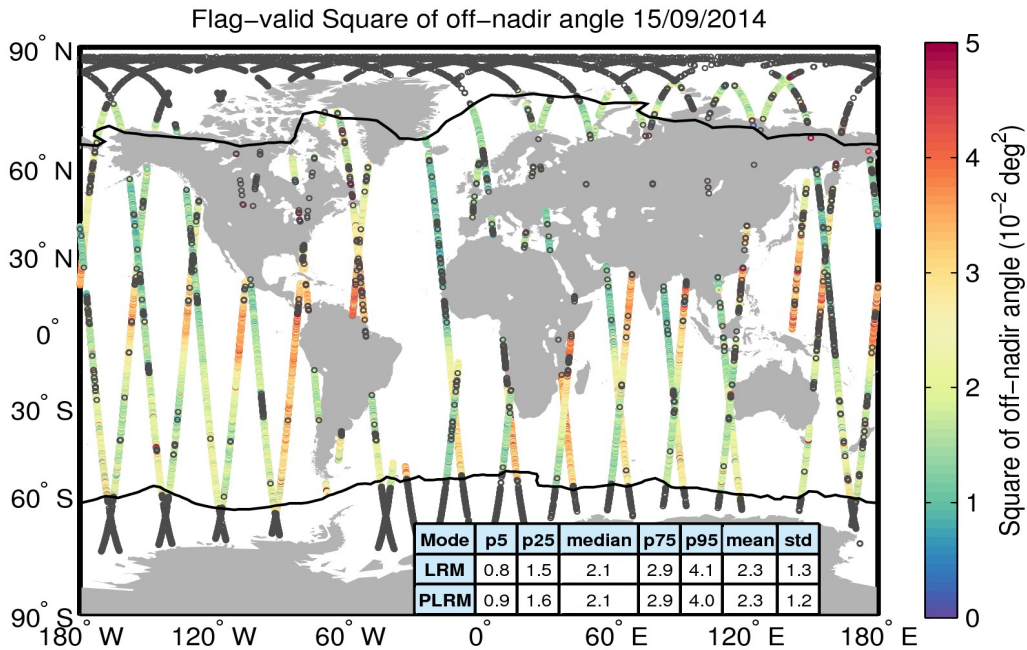 Flag−valid Square of off−nadir angle 15/09/2014
90° N
60° N
30° N
0°
30° S
60° S
90° S
180° W
120° W
60° W
0°
60° E
120° E
180° E
Mode p5 p25 median p75 p95 mean std
LRM 0.8 1.5 2.1 2.9 4.1 2.3 1.3
PLRM 0.9 1.6 2.1 2.9 4.0 2.3 1.2
5
4
3
2
1
0
Square of off−nadir angle (10⁻² deg²)